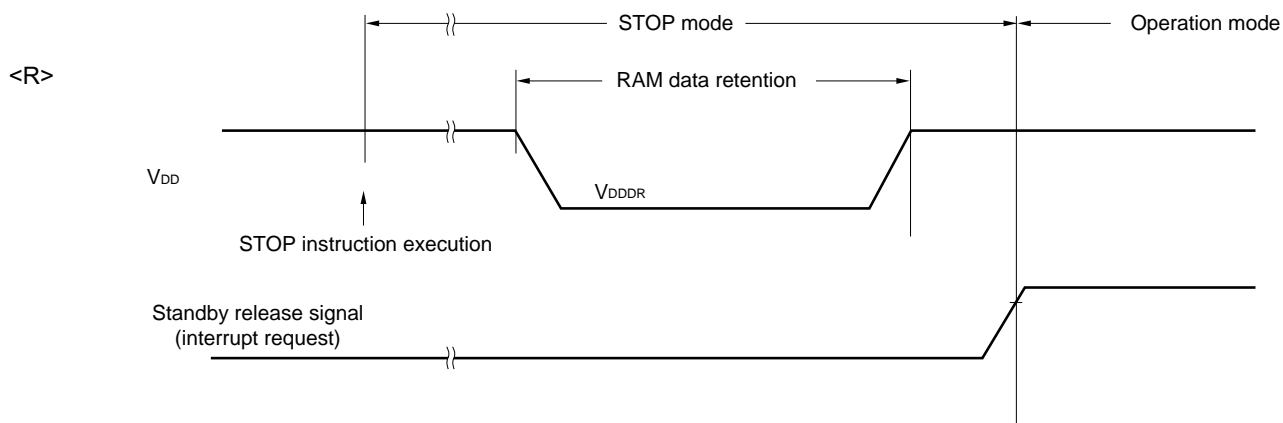 STOP mode
Operation mode
<R>
RAM data retention
VDD
VDDDR
STOP instruction execution
Standby release signal
(interrupt request)